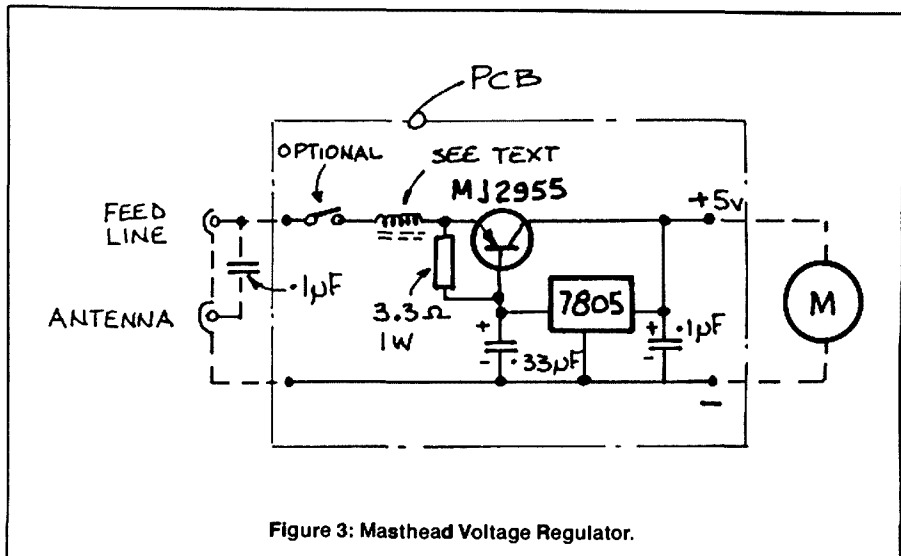 PCB
OPTIONAL
SEE TEXT
MJ2955
FEED
LINE
+5v
.1µF
ANTENNA
3.3Ω
1W
7805
M
+
-
.33µF
+
-
.1µF
-
Figure 3: Masthead Voltage Regulator.